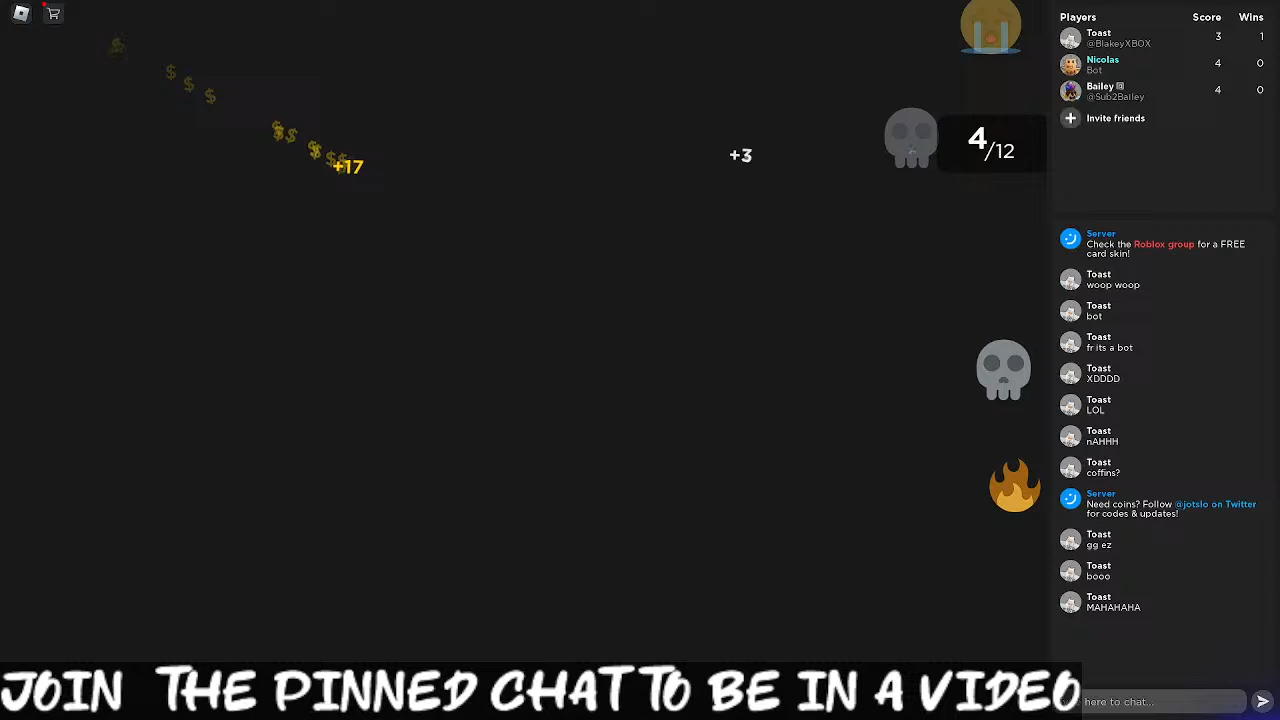 Players Score Wins
Toast 3 1
@BlakeyXBOX
Nicolas 4 0
Bot
Bailey 4 0
@Sub2Bailey
Invite friends
+17
+3
4/12
Server
Check the Roblox group for a FREE
card skin!
Toast
woop woop
Toast
bot
Toast
fr its a bot
Toast
XDDDD
Toast
LOL
Toast
nAHHH
Toast
coffins?
Server
Need coins? Follow @jotslo on Twitter
for codes & updates!
Toast
gg ez
Toast
booo
Toast
MAHAHAHA
here to chat...
JOIN THE PINNED CHAT TO BE IN A VIDEO